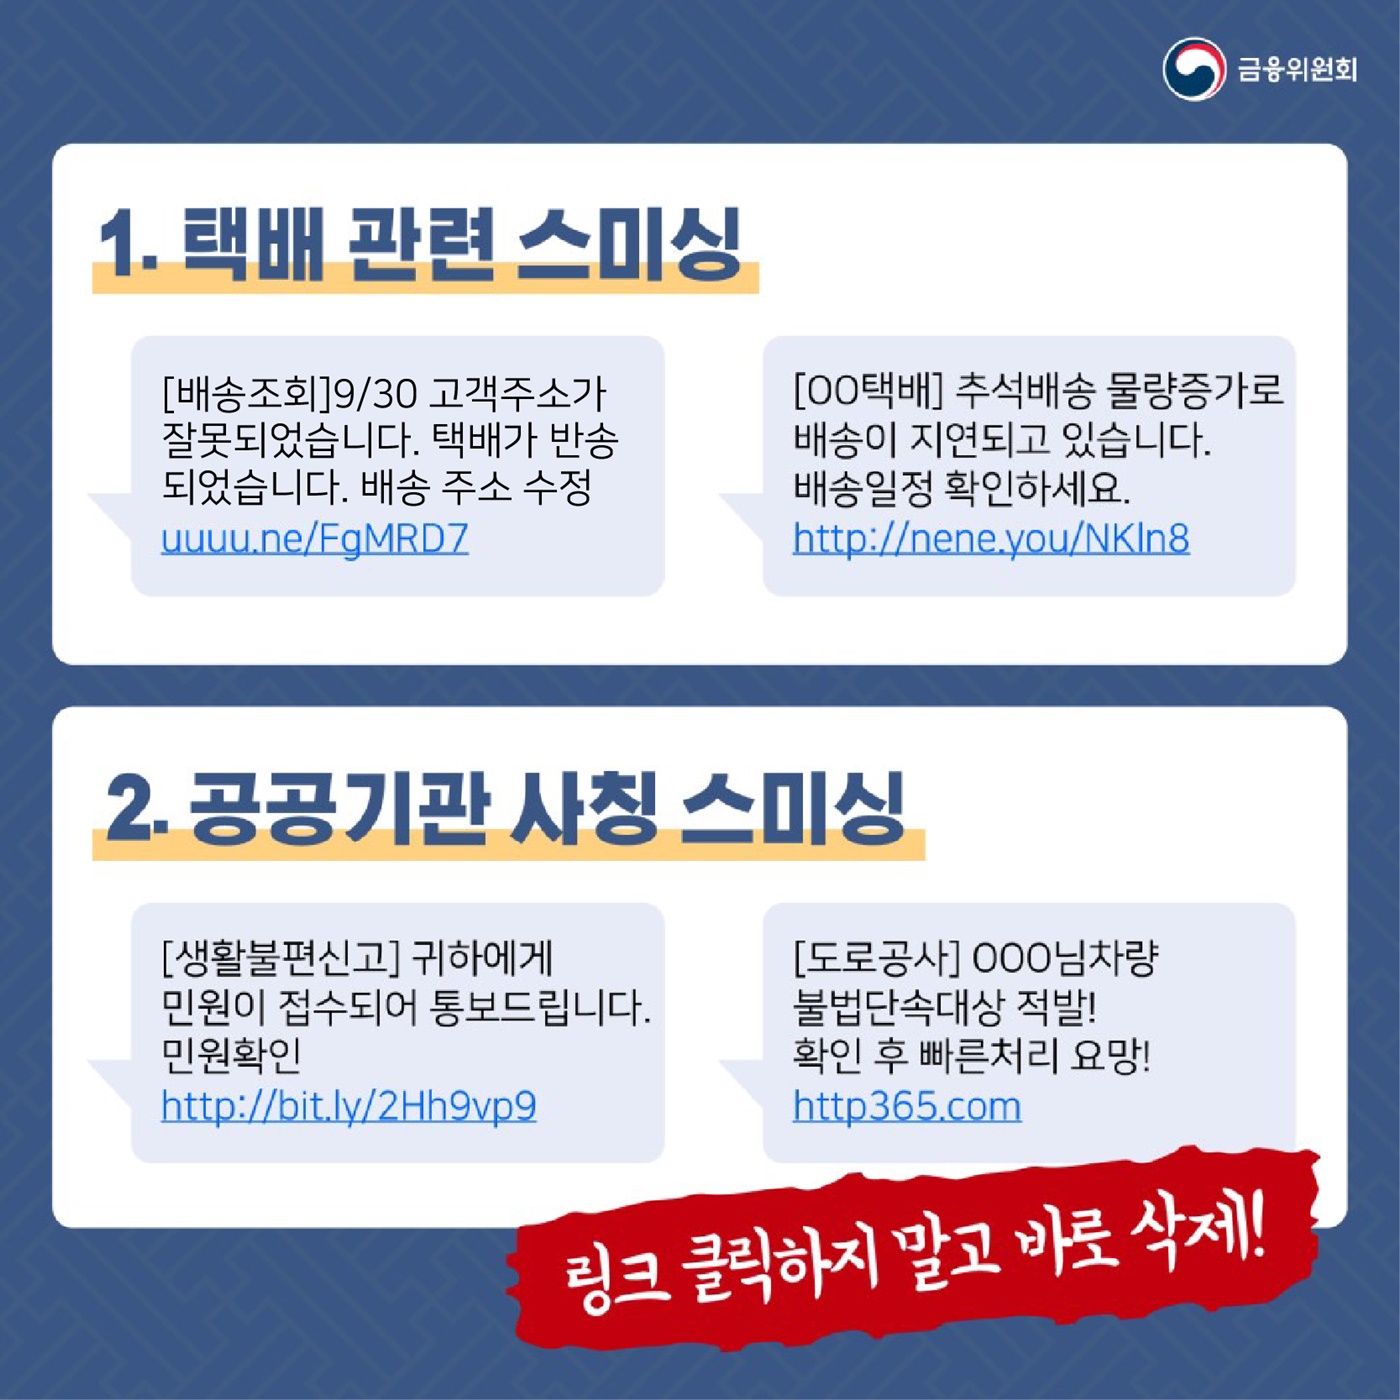 금융위원회
1. 택배 관련 스미싱
[배송조회]9/30 고객주소가
잘못되었습니다. 택배가 반송
되었습니다. 배송 주소 수정
uuuu.ne/FgMRD7
[OO택배] 추석배송 물량증가로
배송이 지연되고 있습니다.
배송일정 확인하세요.
http://nene.you/NKln8
2. 공공기관 사칭 스미싱
[생활불편신고] 귀하에게
민원이 접수되어 통보드립니다.
민원확인
http://bit.ly/2Hh9vp9
[도로공사] OOO님차량
불법단속대상 적발!
확인 후 빠른처리 요망!
http365.com
링크 클릭하지 말고 바로 삭제!